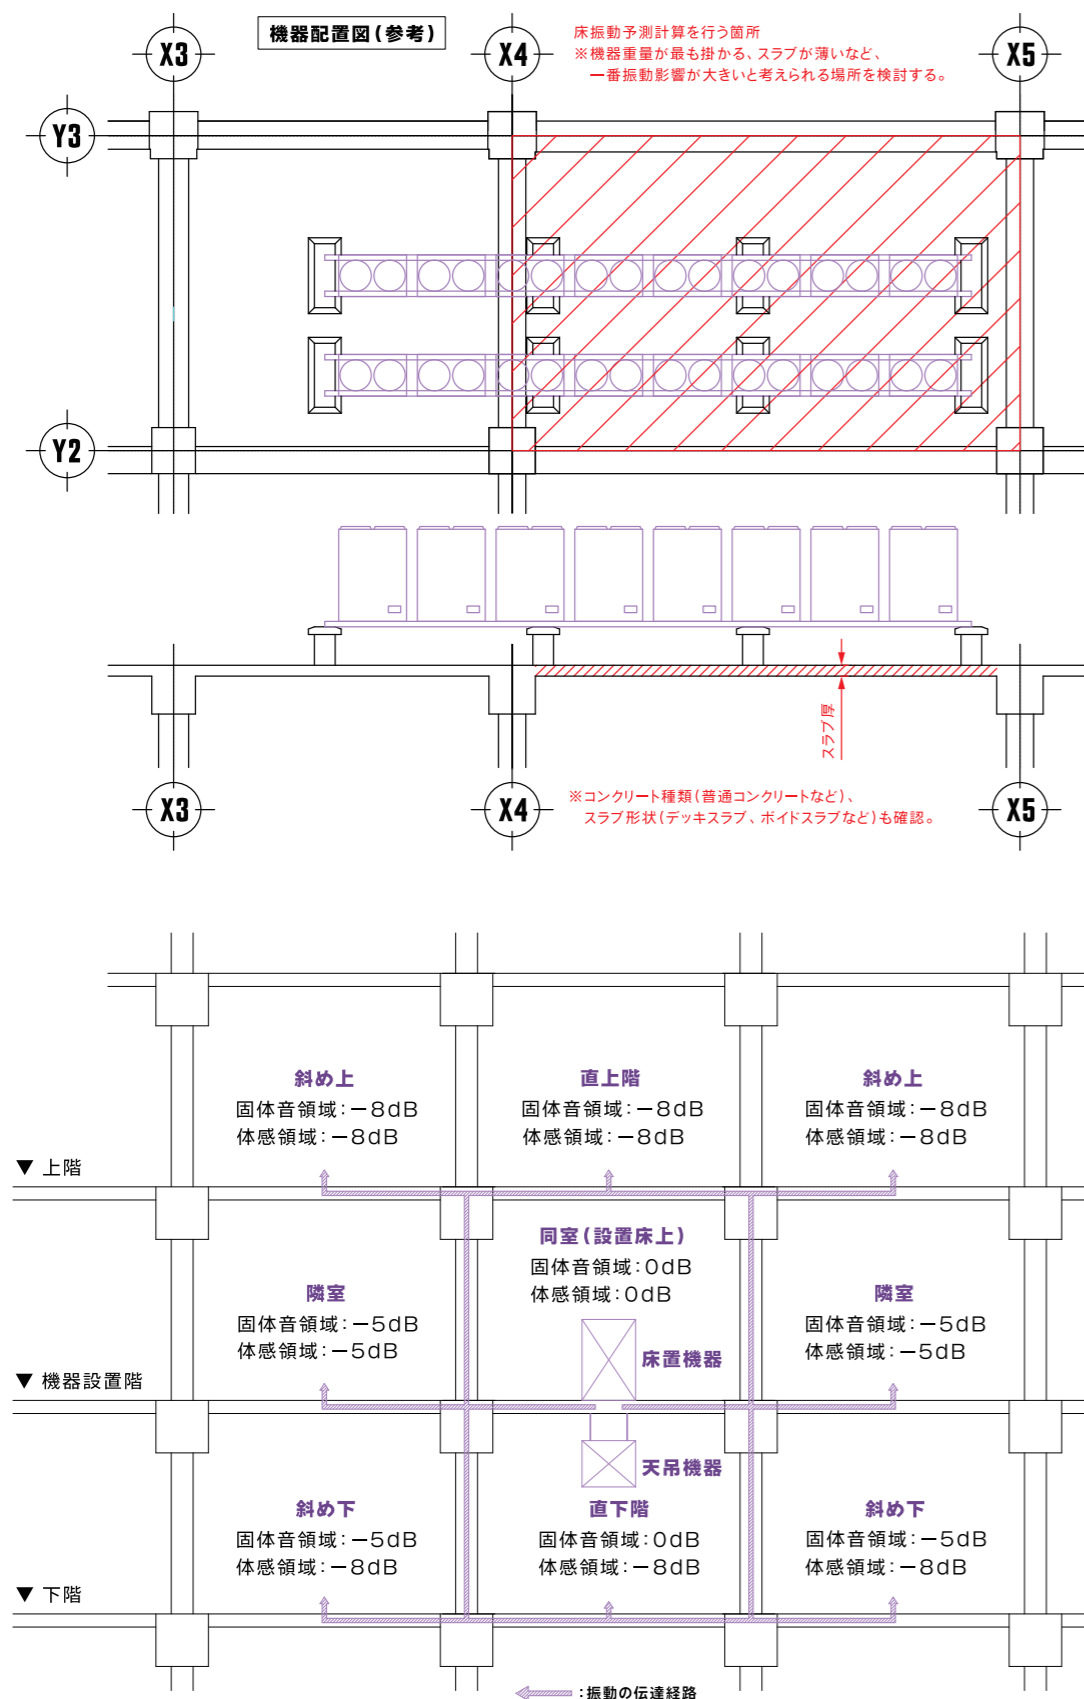 機器配置図(参考)
床振動予測計算を行う箇所
※機器重量が最も掛かる、スラブが薄いなど、
一番振動影響が大きいと考えられる場所を検討する。
X3
X4
X5
Y3
Y2
スラブ厚
X3
X4
X5
※コンクリート種類(普通コンクリートなど)、
スラブ形状(デッキスラブ、ボイドスラブなど)も確認。
斜め上
固体音領域:−8dB
体感領域:−8dB
直上階
固体音領域:−8dB
体感領域:−8dB
斜め上
固体音領域:−8dB
体感領域:−8dB
▼ 上階
同室(設置床上)
固体音領域:0dB
体感領域:0dB
隣室
固体音領域:−5dB
体感領域:−5dB
隣室
固体音領域:−5dB
体感領域:−5dB
床置機器
▼ 機器設置階
天吊機器
斜め下
固体音領域:−5dB
体感領域:−8dB
直下階
固体音領域:0dB
体感領域:−8dB
斜め下
固体音領域:−5dB
体感領域:−8dB
▼ 下階
:振動の伝達経路